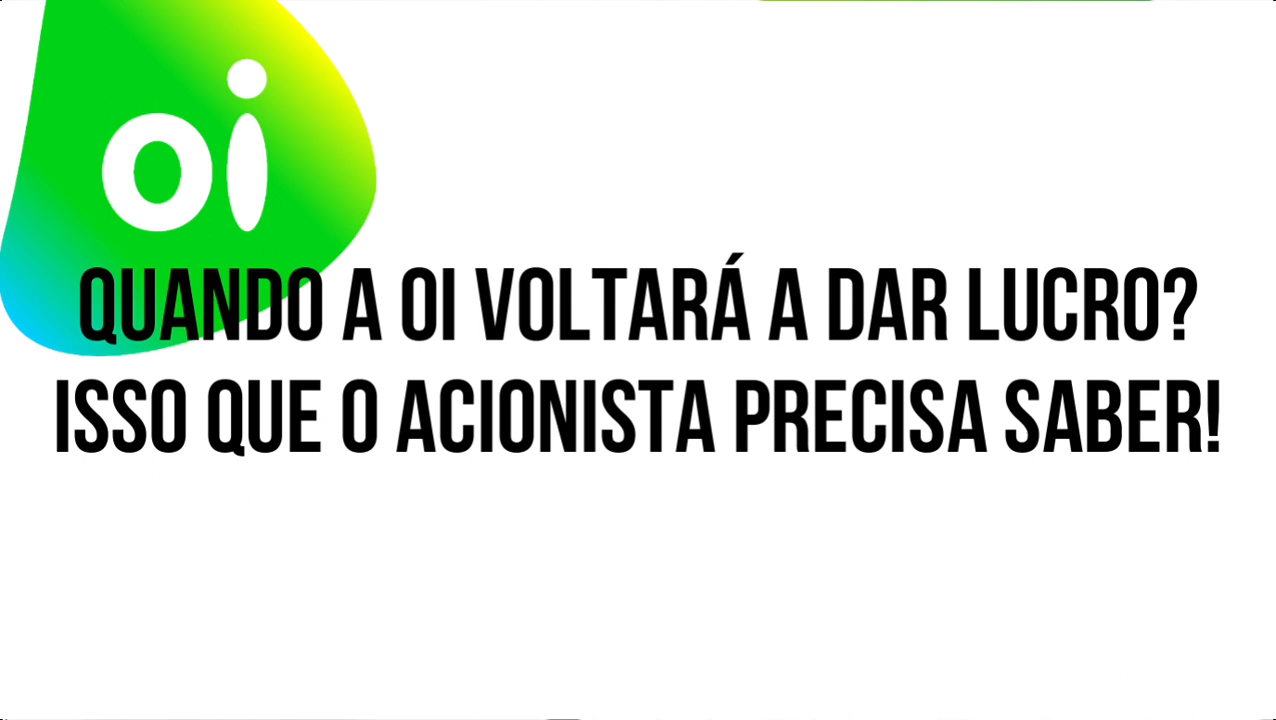 oi
QUANDO A OI VOLTARÁ A DAR LUCRO?
ISSO QUE O ACIONISTA PRECISA SABER!